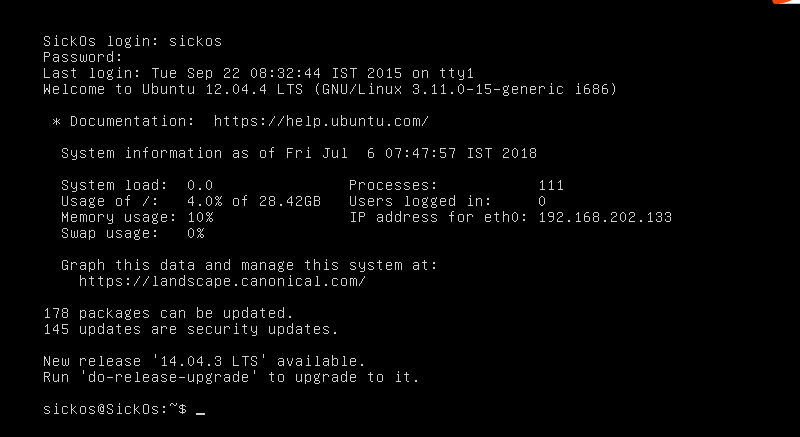 SickOs login: sickos
Password:
Last login: Tue Sep 22 08:32:44 IST 2015 on tty1
Welcome to Ubuntu 12.04.4 LTS (GNU/Linux 3.11.0-15-generic i686)
* Documentation:  https://help.ubuntu.com/
System information as of Fri Jul  6 07:47:57 IST 2018
System load:  0.0               Processes:           111
Usage of /:   4.0% of 28.42GB   Users logged in:     0
Memory usage: 10%               IP address for eth0: 192.168.202.133
Swap usage:   0%
Graph this data and manage this system at:
https://landscape.canonical.com/
178 packages can be updated.
145 updates are security updates.
New release '14.04.3 LTS' available.
Run 'do-release-upgrade' to upgrade to it.
sickos@SickOs:~$ _